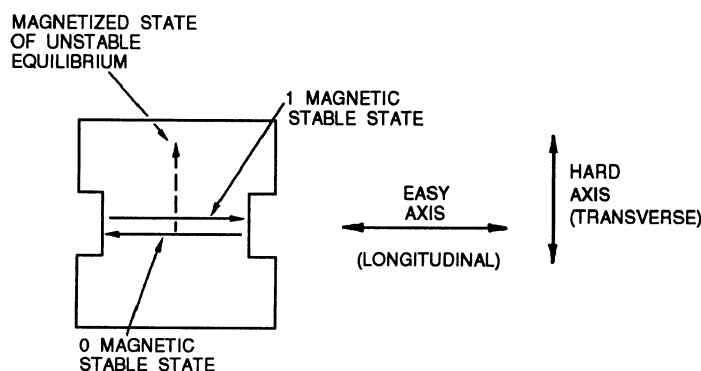 MAGNETIZED STATE
OF UNSTABLE
EQUILIBRIUM
1 MAGNETIC
STABLE STATE
EASY
AXIS
(LONGITUDINAL)
HARD
AXIS
(TRANSVERSE)
0 MAGNETIC
STABLE STATE